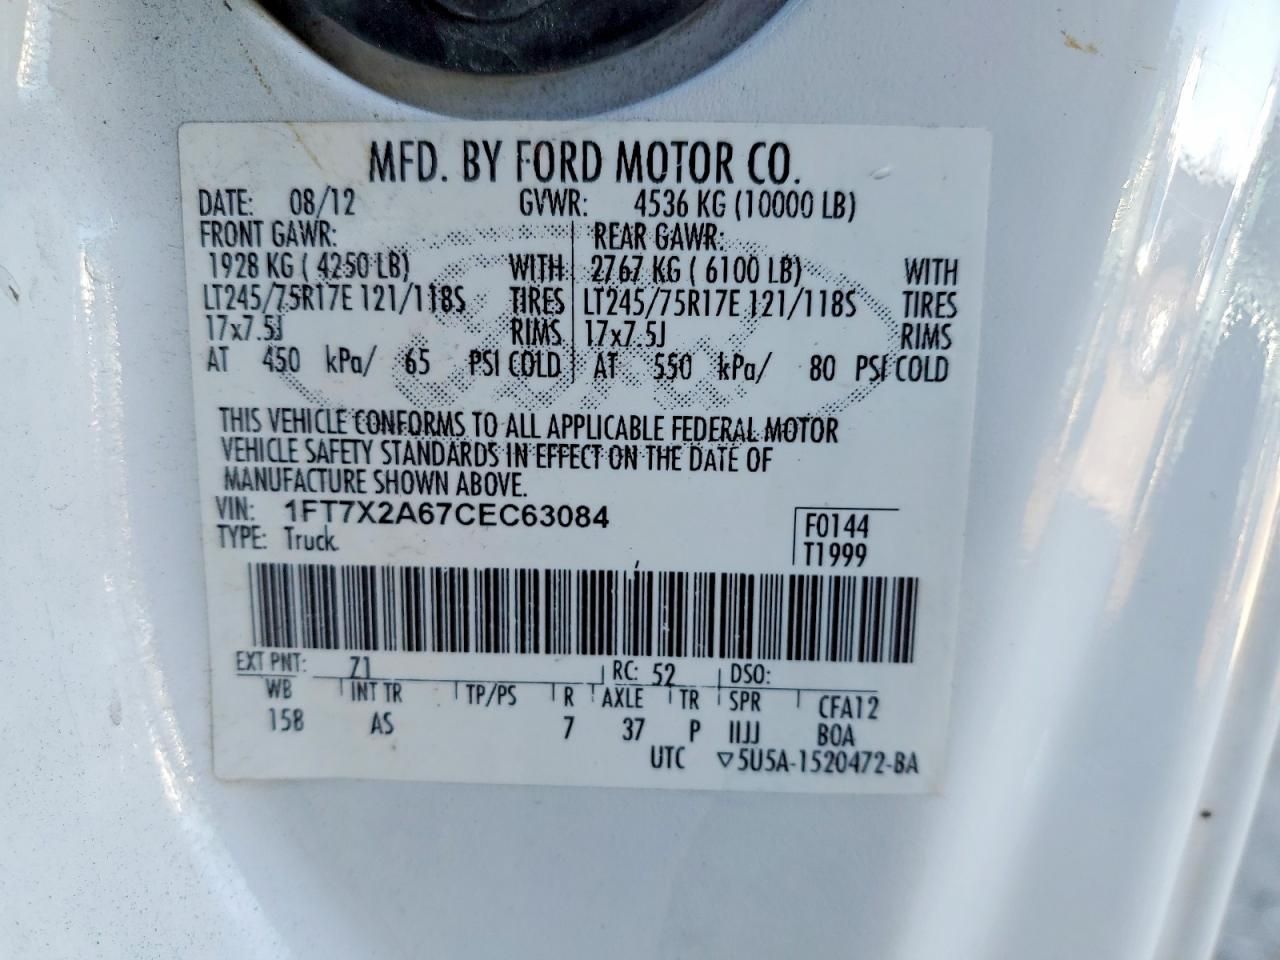 MFD. BY FORD MOTOR CO.
DATE: 08/12 GVWR: 4536 KG (10000 LB)
FRONT GAWR: REAR GAWR:
1928 KG ( 4250 LB) WITH 2767 KG ( 6100 LB) WITH
LT245/75R17E 121/118S TIRES LT245/75R17E 121/118S TIRES
17x7.5J RIMS 17x7.5J RIMS
AT 450 kPa/ 65 PSI COLD AT 550 kPa/ 80 PSI COLD
THIS VEHICLE CONFORMS TO ALL APPLICABLE FEDERAL MOTOR
VEHICLE SAFETY STANDARDS IN EFFECT ON THE DATE OF
MANUFACTURE SHOWN ABOVE.
VIN: 1FT7X2A67CEC63084 F0144
TYPE: Truck T1999
EXT PNT: Z1 RC: 52 DSO:
WB INT TR TP/PS R AXLE TR SPR CFA12
158 AS 7 37 P IIJJ BOA
UTC ▽5U5A-1520472-BA